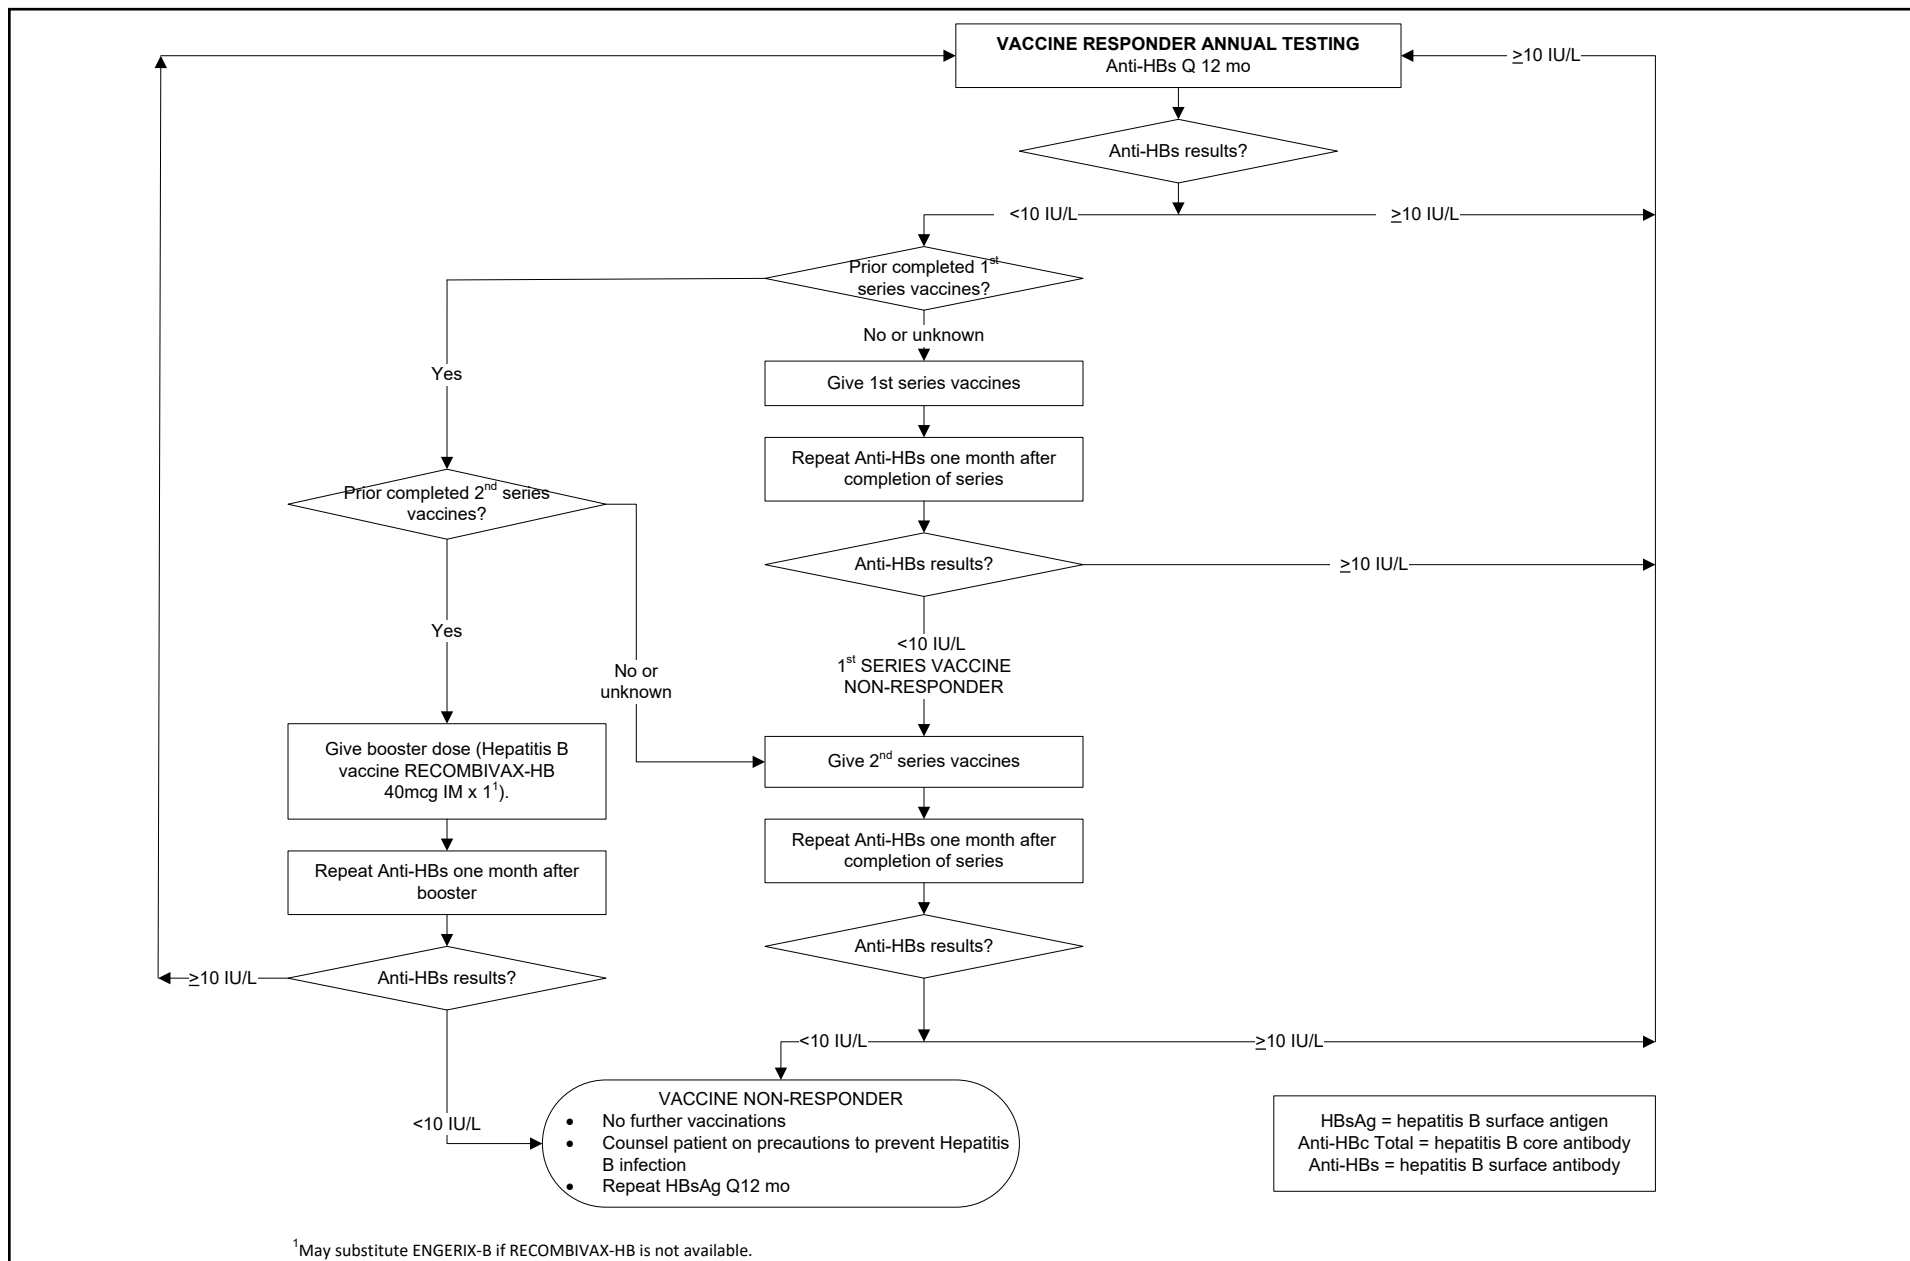 VACCINE RESPONDER ANNUAL TESTING
Anti-HBs Q 12 mo
≥10 IU/L
Anti-HBs results?
<10 IU/L
≥10 IU/L
Prior completed 1st
series vaccines?
No or unknown
Yes
Give 1st series vaccines
Repeat Anti-HBs one month after
completion of series
Prior completed 2nd series
vaccines?
Anti-HBs results?
≥10 IU/L
Yes
<10 IU/L
1st SERIES VACCINE
NON-RESPONDER
No or
unknown
Give booster dose (Hepatitis B
vaccine RECOMBIVAX-HB
40mcg IM x 1¹).
Give 2nd series vaccines
Repeat Anti-HBs one month after
completion of series
Repeat Anti-HBs one month after
booster
Anti-HBs results?
≥10 IU/L
Anti-HBs results?
<10 IU/L
≥10 IU/L
<10 IU/L
VACCINE NON-RESPONDER
• No further vaccinations
• Counsel patient on precautions to prevent Hepatitis
B infection
• Repeat HBsAg Q12 mo
HBsAg = hepatitis B surface antigen
Anti-HBc Total = hepatitis B core antibody
Anti-HBs = hepatitis B surface antibody
¹May substitute ENGERIX-B if RECOMBIVAX-HB is not available.